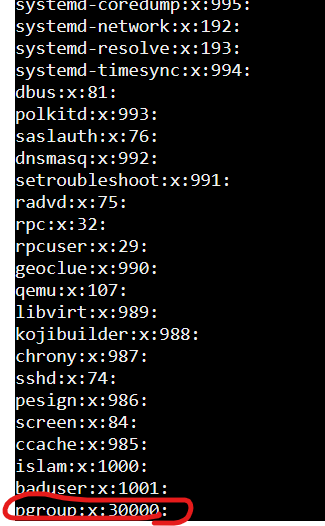 systemd-coredump:x:995:
systemd-network:x:192:
systemd-resolve:x:193:
systemd-timesync:x:994:
dbus:x:81:
polkitd:x:993:
saslauth:x:76:
dnsmasq:x:992:
setroubleshoot:x:991:
radvd:x:75:
rpc:x:32:
rpcuser:x:29:
geoclue:x:990:
qemu:x:107:
libvirt:x:989:
kojibuilder:x:988:
chrony:x:987:
sshd:x:74:
pesign:x:986:
screen:x:84:
ccache:x:985:
islam:x:1000:
baduser:x:1001:
pgroup:x:30000: